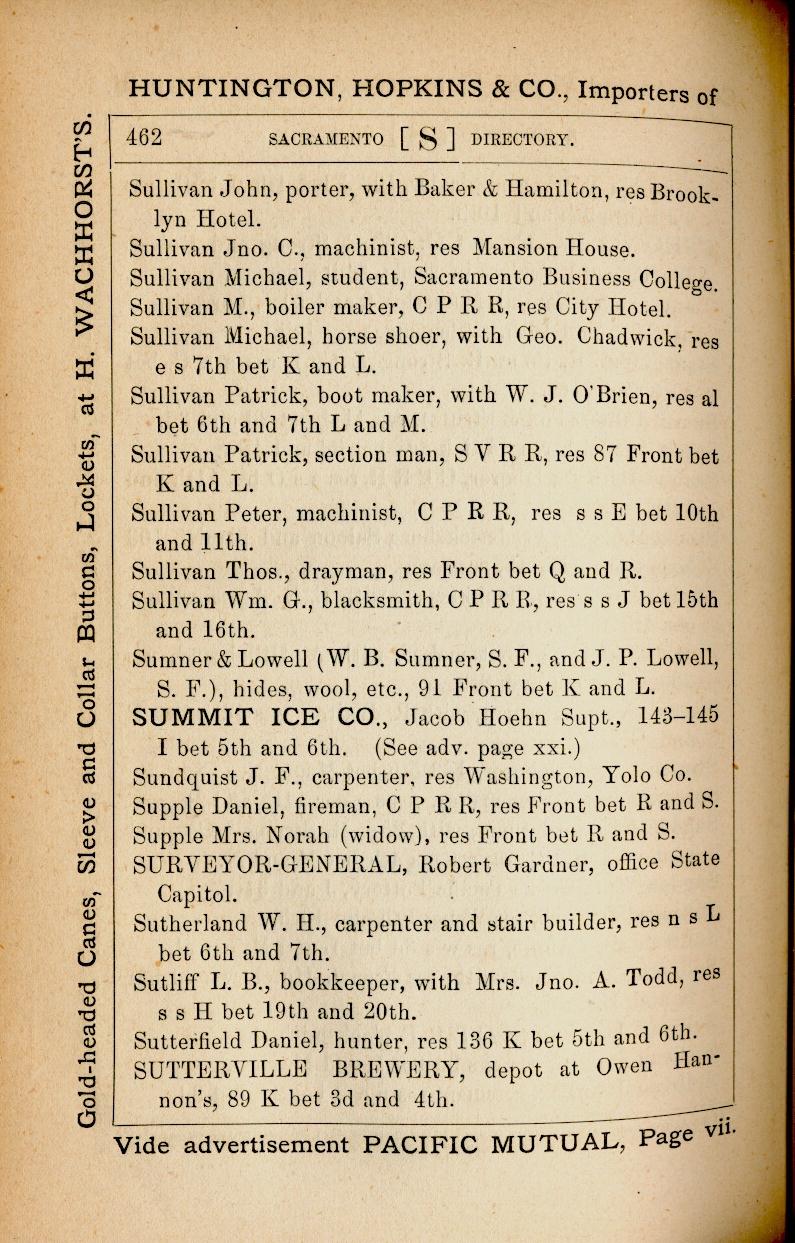 HUNTINGTON, HOPKINS & CO., Importers of
462 SACRAMENTO [ S ] DIRECTORY.
Sullivan John, porter, with Baker & Hamilton, res Brook-
lyn Hotel.
Sullivan Jno. C., machinist, res Mansion House.
Sullivan Michael, student, Sacramento Business College.
Sullivan M., boiler maker, C P R R, res City Hotel.
Sullivan Michael, horse shoer, with Geo. Chadwick, res
e s 7th bet K and L.
Sullivan Patrick, boot maker, with W. J. O'Brien, res al
bet 6th and 7th L and M.
Sullivan Patrick, section man, S V R R, res 87 Front bet
K and L.
Sullivan Peter, machinist, C P R R, res s s E bet 10th
and 11th.
Sullivan Thos., drayman, res Front bet Q and R.
Sullivan Wm. G., blacksmith, C P R R, res s s J bet 15th
and 16th.
Sumner & Lowell (W. B. Sumner, S. F., and J. P. Lowell,
S. F.), hides, wool, etc., 91 Front bet K and L.
SUMMIT ICE CO., Jacob Hoehn Supt., 143-145
I bet 5th and 6th. (See adv. page xxi.)
Sundquist J. F., carpenter, res Washington, Yolo Co.
Supple Daniel, fireman, C P R R, res Front bet R and S.
Supple Mrs. Norah (widow), res Front bet R and S.
SURVEYOR-GENERAL, Robert Gardner, office State
Capitol.
Sutherland W. H., carpenter and stair builder, res n s L
bet 6th and 7th.
Sutliff L. B., bookkeeper, with Mrs. Jno. A. Todd, res
s s H bet 19th and 20th.
Sutterfield Daniel, hunter, res 136 K bet 5th and 6th.
SUTTERVILLE BREWERY, depot at Owen Han-
non's, 89 K bet 3d and 4th.
Vide advertisement PACIFIC MUTUAL, Page vii.
Gold-headed Canes, Sleeve and Collar Buttons, Lockets, at H. WACHHORST'S.